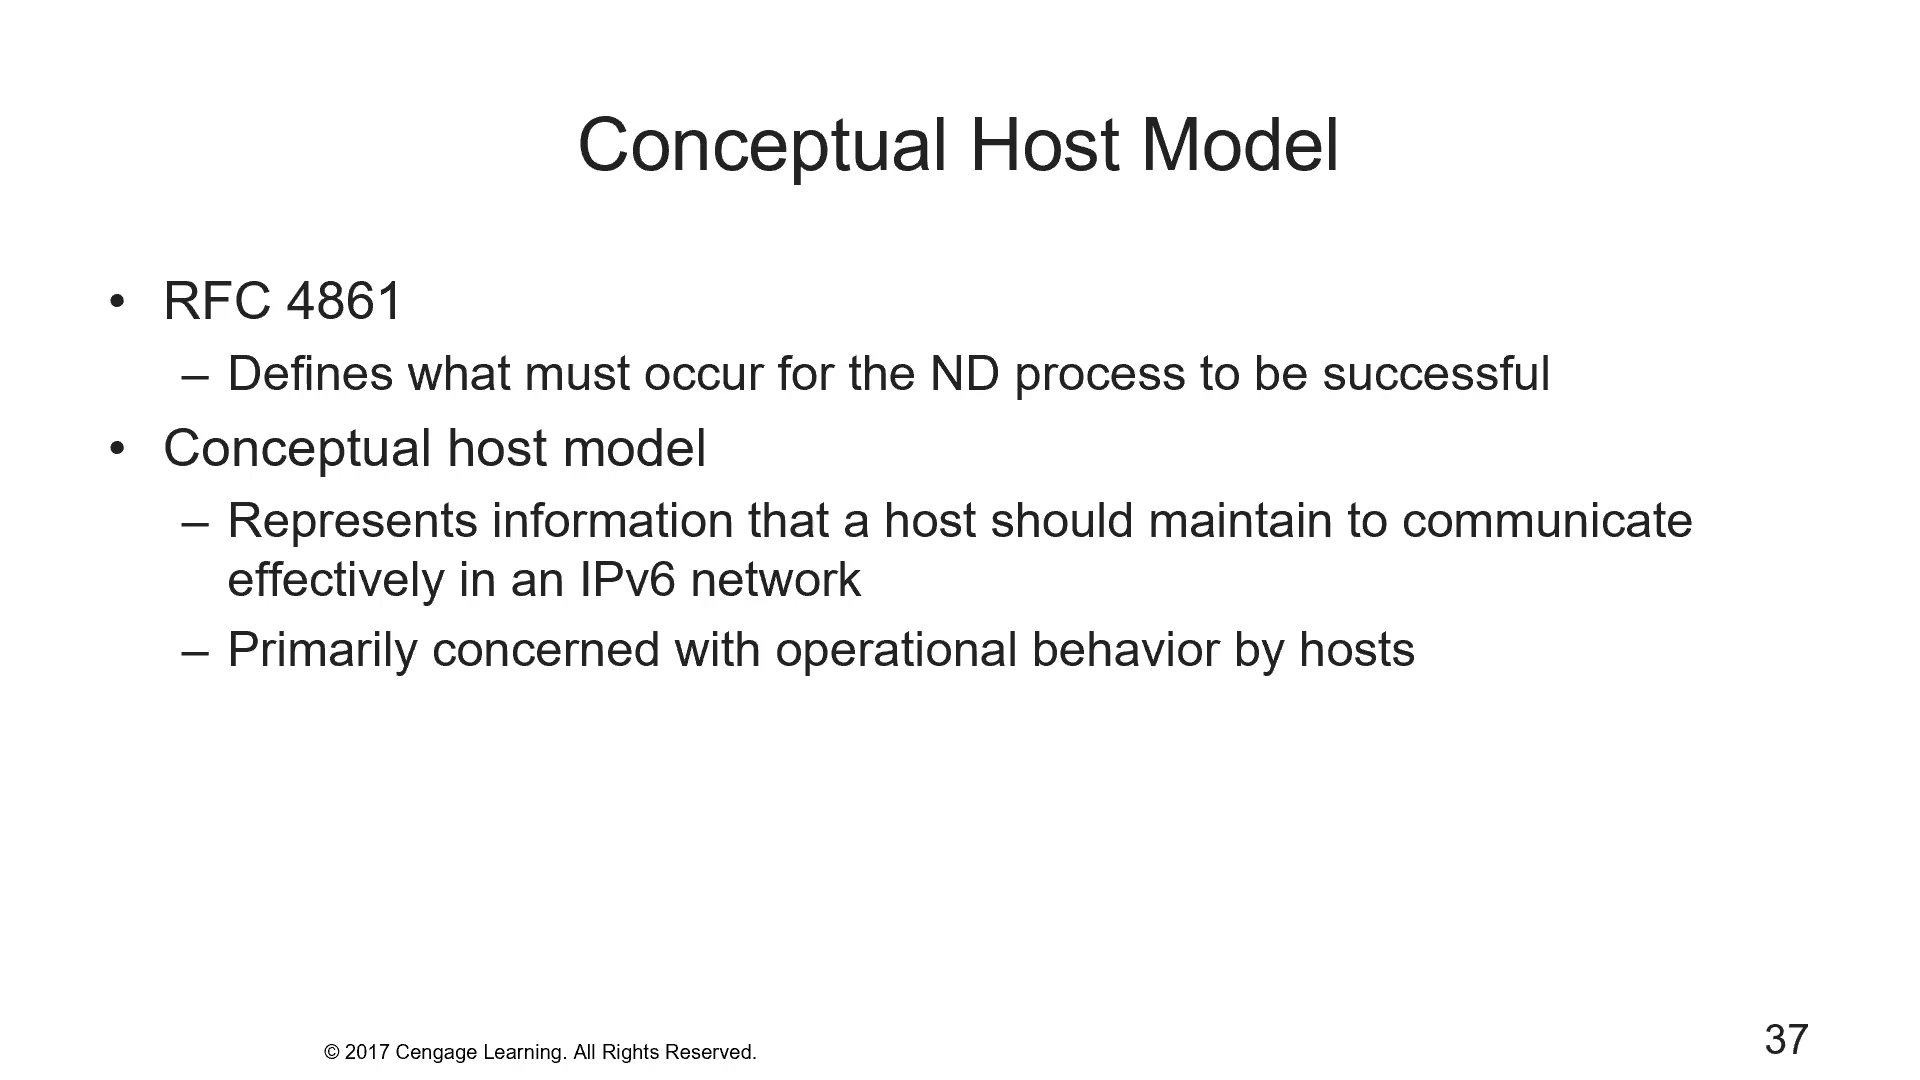 Conceptual Host Model
• RFC 4861
– Defines what must occur for the ND process to be successful
• Conceptual host model
– Represents information that a host should maintain to communicate
effectively in an IPv6 network
– Primarily concerned with operational behavior by hosts
© 2017 Cengage Learning. All Rights Reserved.
37